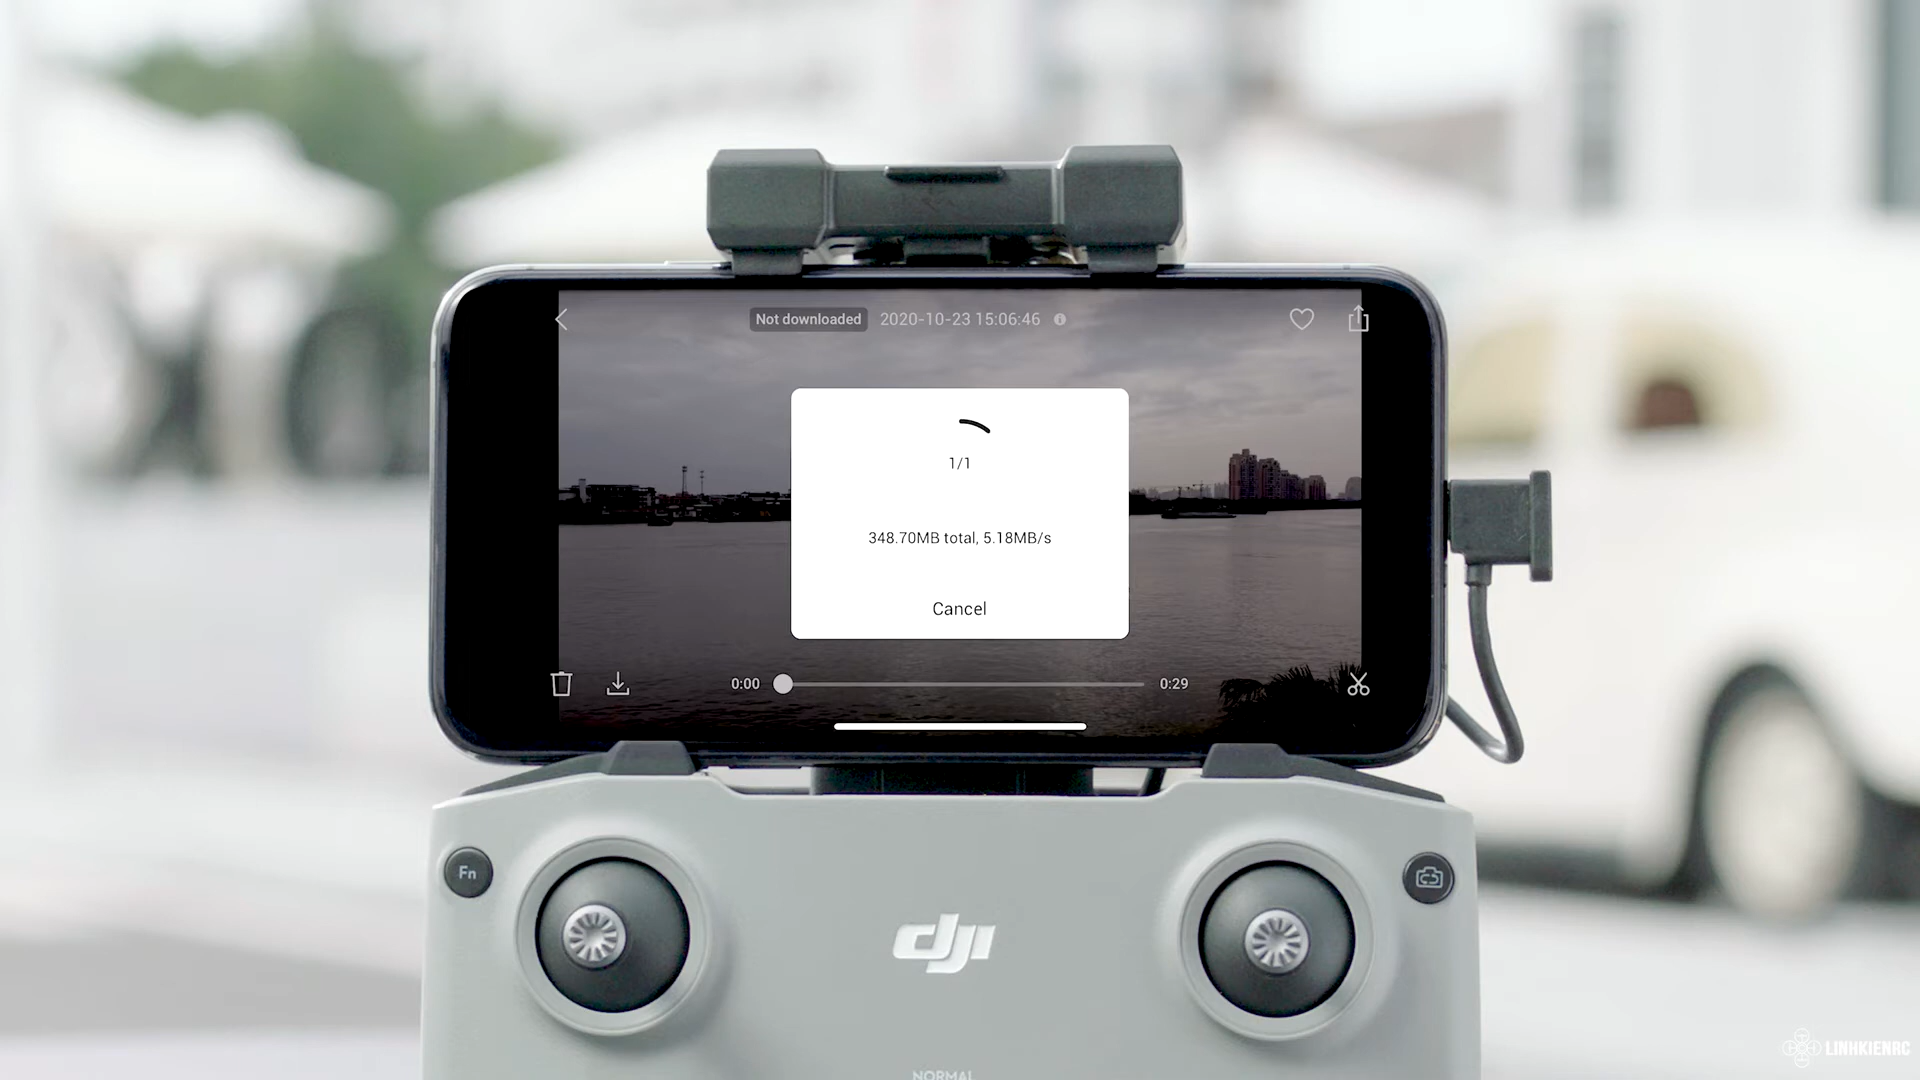 Not downloaded 2020-10-23 15:06:46
1/1
348.70MB total, 5.18MB/s
Cancel
0:00 0:29
Fn
dji
NORMAL
LINHKIENRC